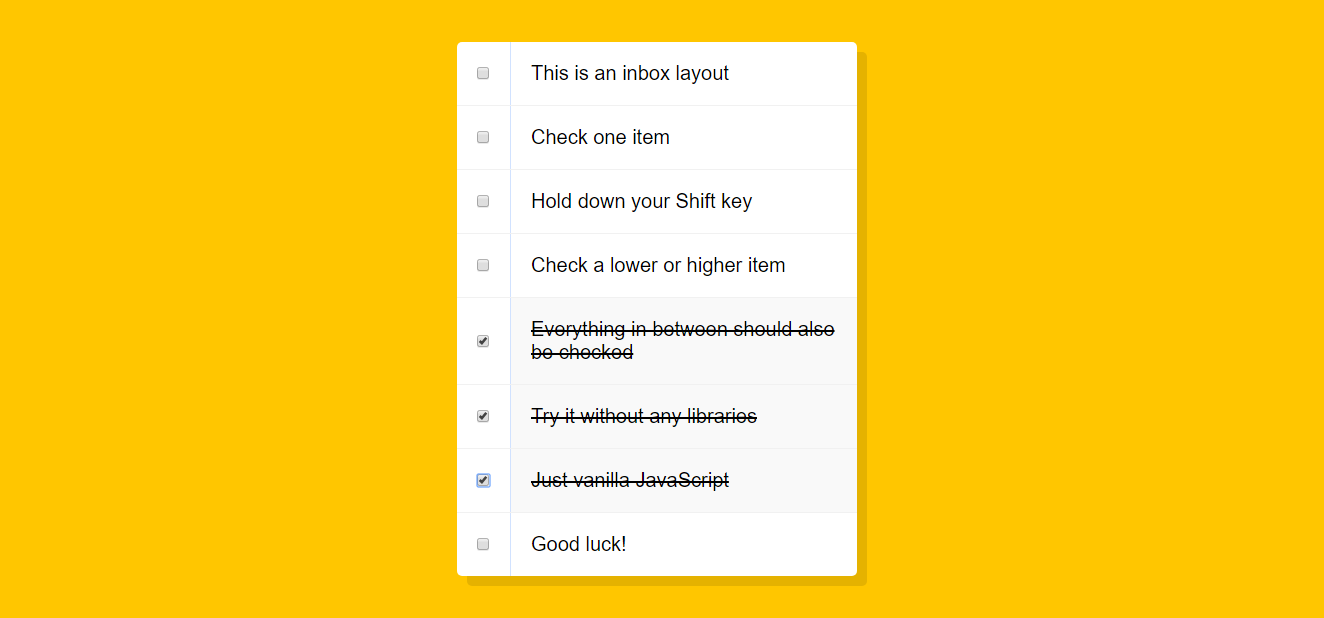 This is an inbox layout
Check one item
Hold down your Shift key
Check a lower or higher item
Everything in between should also
be checked
Try it without any libraries
Just vanilla JavaScript
Good luck!